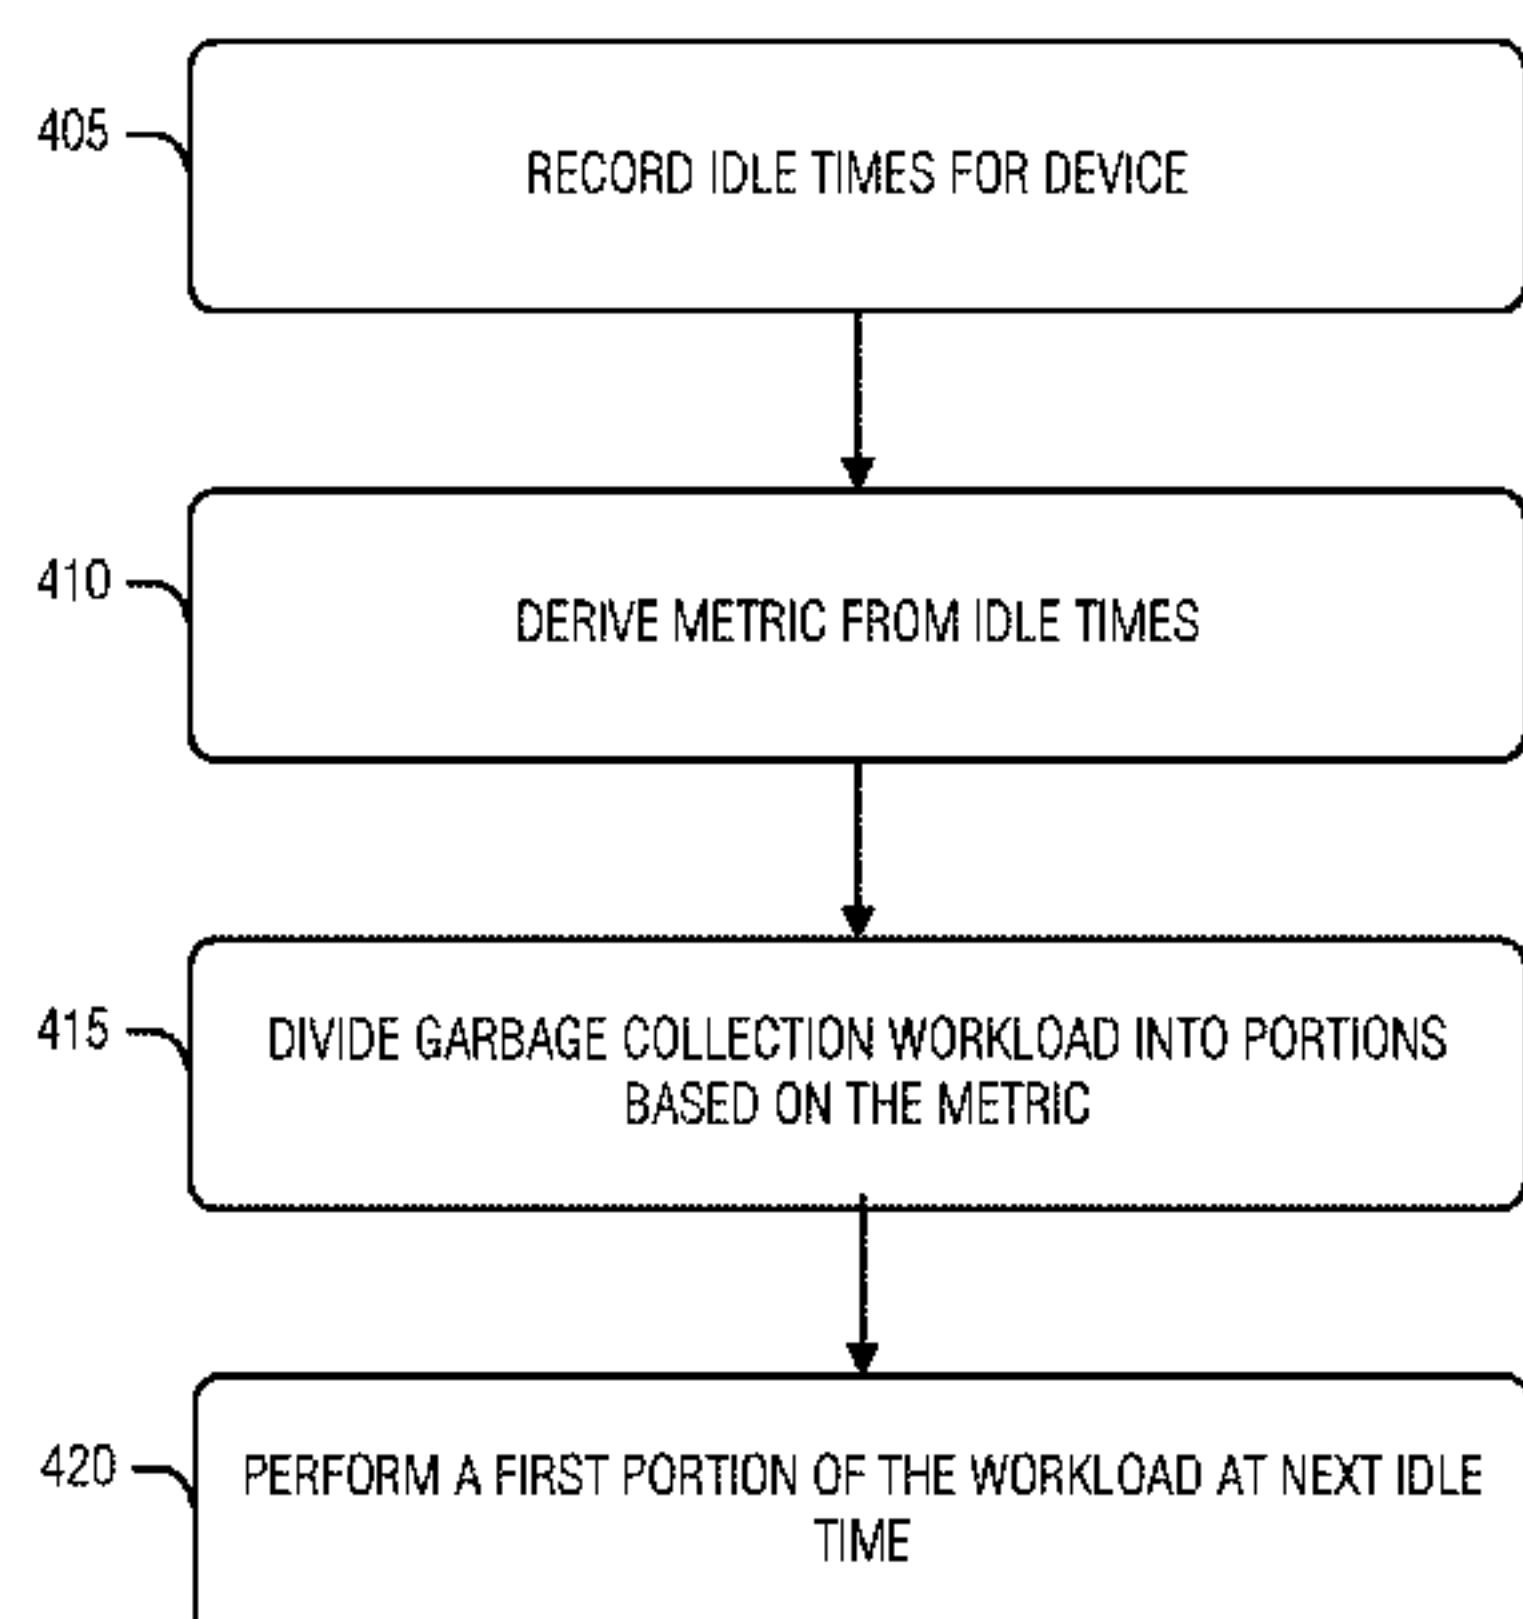 405
RECORD IDLE TIMES FOR DEVICE
410
DERIVE METRIC FROM IDLE TIMES
415
DIVIDE GARBAGE COLLECTION WORKLOAD INTO PORTIONS
BASED ON THE METRIC
420
PERFORM A FIRST PORTION OF THE WORKLOAD AT NEXT IDLE
TIME